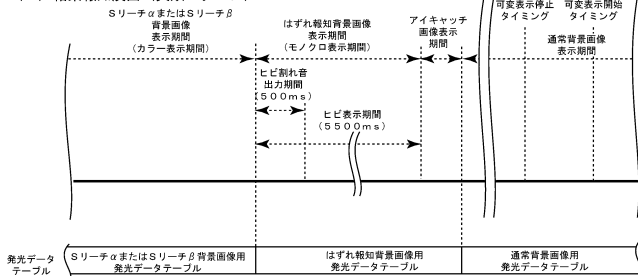 Sリーチαまたはsリーチβ
背景画像
表示期間
(カラー表示期間)
はずれ報知背景画像
表示期間
(モノクロ表示期間)
アイキャッチ
画像表示
期間
可変表示停止
タイミング
可変表示開始
タイミング
通常背景画像
表示期間
ヒビ割れ音
出力期間
(500ms)
ヒビ表示期間
(5500ms)
発光データ
テーブル
SリーチαまたはSリーチβ背景画像用
発光データテーブル
はずれ報知背景画像用
発光データテーブル
通常背景画像用
発光データテーブル